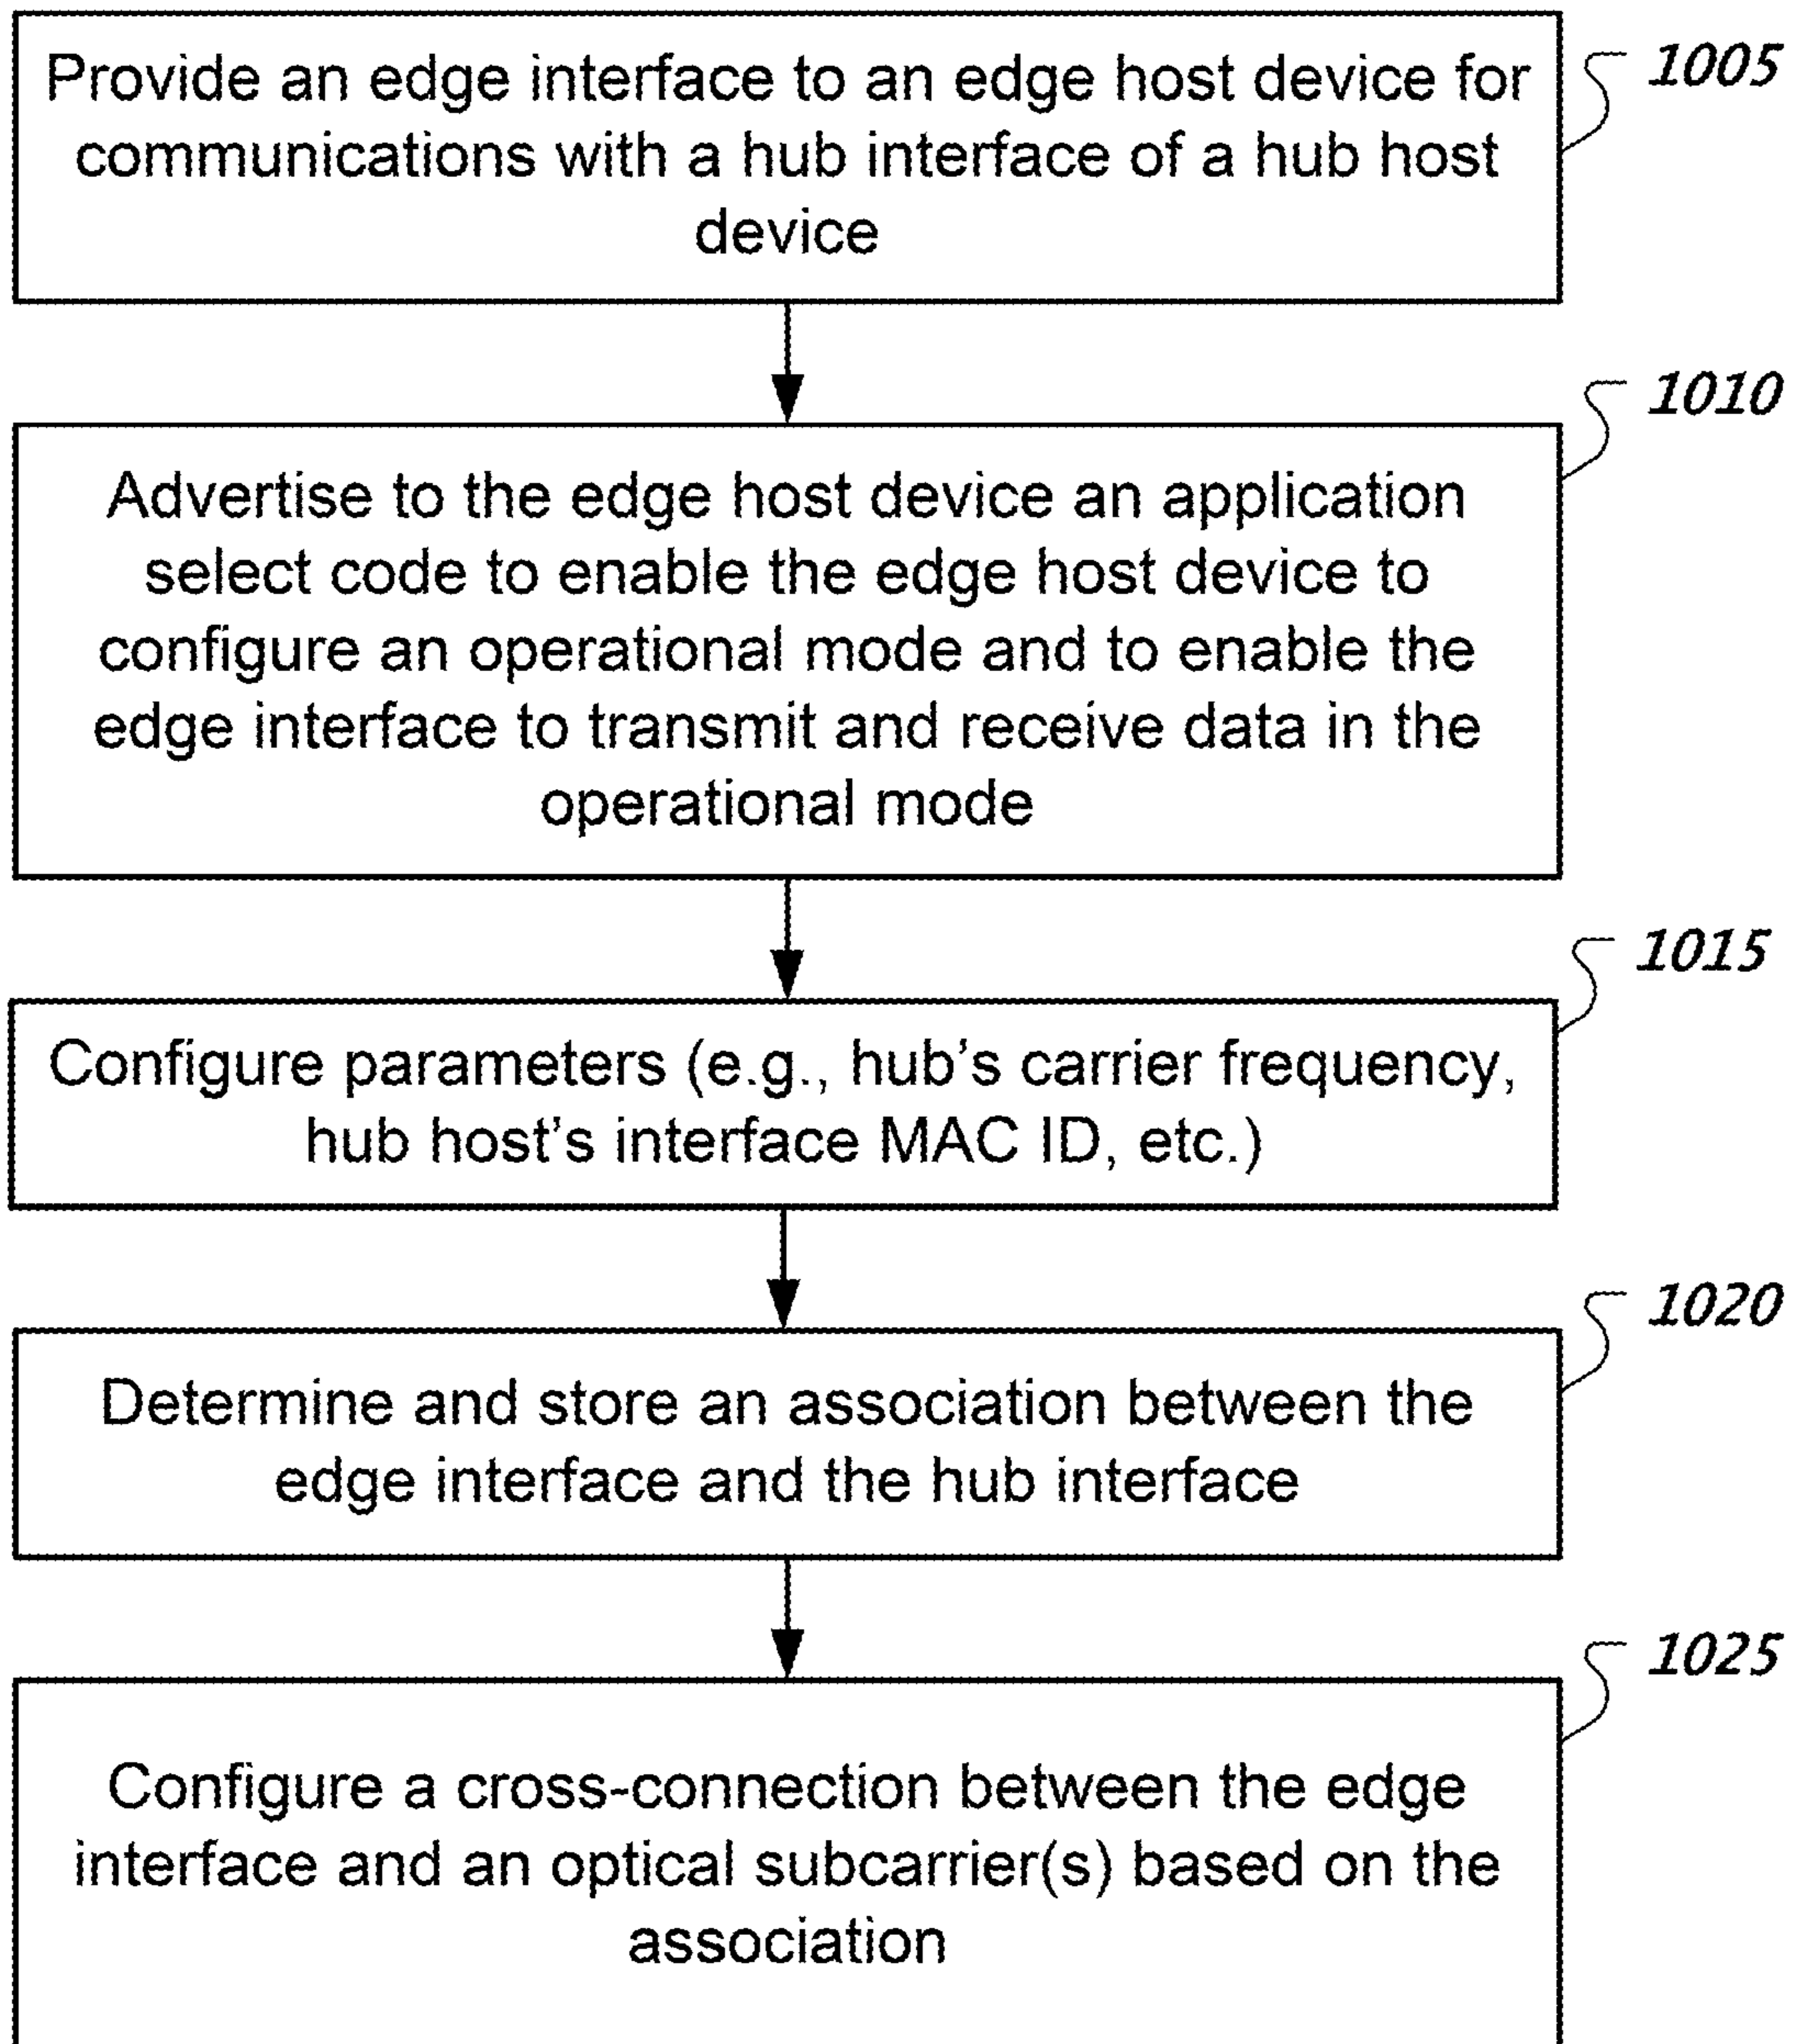 Provide an edge interface to an edge host device for
communications with a hub interface of a hub host
device
1005
Advertise to the edge host device an application
select code to enable the edge host device to
configure an operational mode and to enable the
edge interface to transmit and receive data in the
operational mode
1010
Configure parameters (e.g., hub’s carrier frequency,
hub host’s interface MAC ID, etc.)
1015
Determine and store an association between the
edge interface and the hub interface
1020
Configure a cross-connection between the edge
interface and an optical subcarrier(s) based on the
association
1025